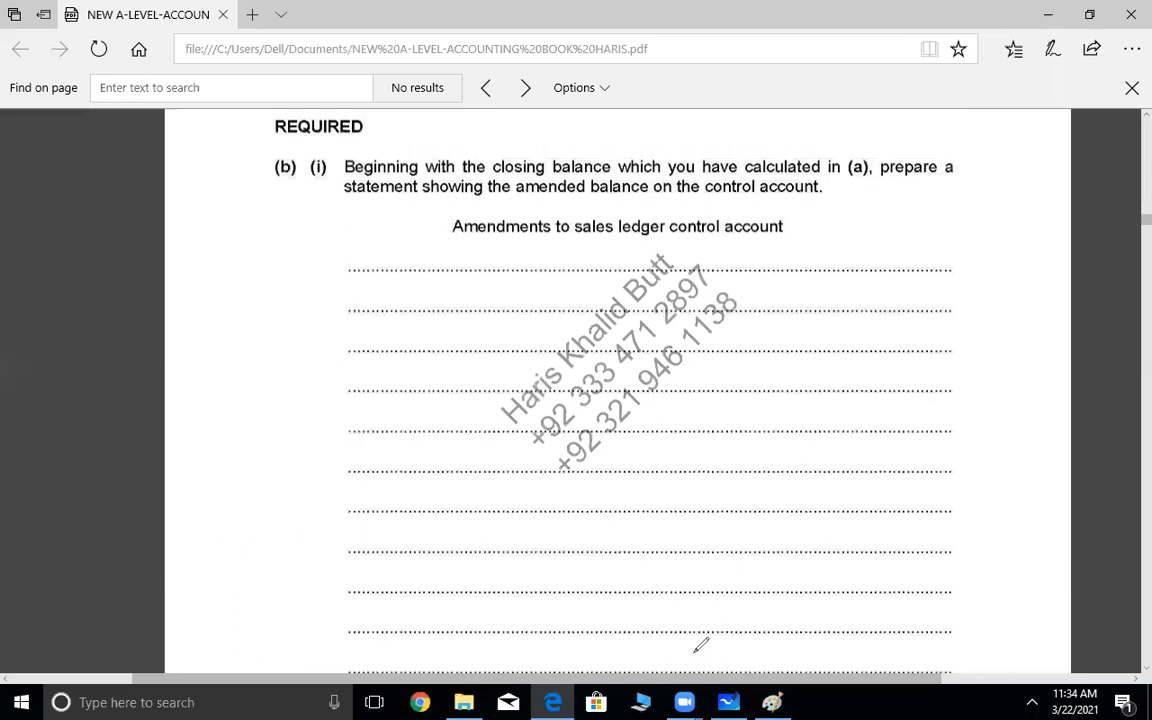 NEW A-LEVEL-ACCOUN
file:///C:/Users/Dell/Documents/NEW%20A-LEVEL-ACCOUNTING%20BOOK%20HARIS.pdf
Find on page
Enter text to search
No results
Options
REQUIRED
(b) (i) Beginning with the closing balance which you have calculated in (a), prepare a
statement showing the amended balance on the control account.
Amendments to sales ledger control account
Haris Khalid Butt
+92 333 471 2897
+92 321 946 1138
Type here to search
11:34 AM
3/22/2021
1